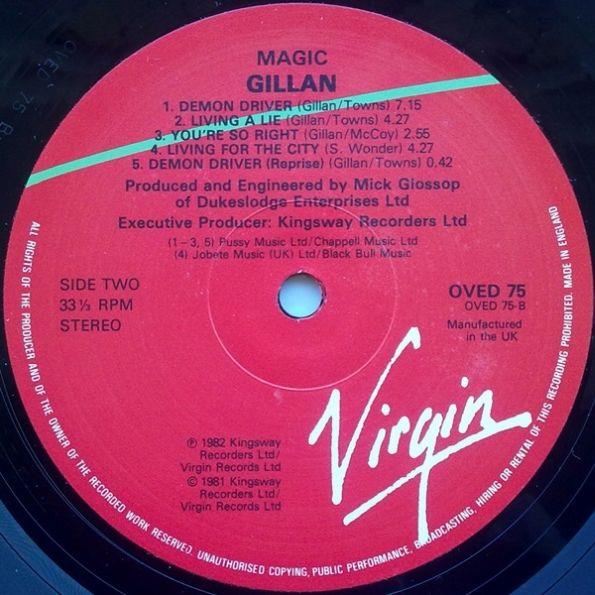 MAGIC
GILLAN
1. DEMON DRIVER (Gillan/Towns) 7.15
2. LIVING A LIE (Gillan/Towns) 4.27
3. YOU'RE SO RIGHT (Gillan/McCoy) 2.55
4. LIVING FOR THE CITY (S. Wonder) 4.27
5. DEMON DRIVER (Reprise) (Gillan/Towns) 0.42
Produced and Engineered by Mick Glossop
of Dukeslodge Enterprises Ltd
Executive Producer: Kingsway Recorders Ltd
(1–3, 5) Pussy Music Ltd/Chappell Music Ltd
(4) Jobete Music (UK) Ltd/Black Bull Music
SIDE TWO
33⅓ RPM
STEREO
OVED 75
OVED 75-B
Manufactured
in the UK
Virgin
℗ 1982 Kingsway
Recorders Ltd/
Virgin Records Ltd
© 1981 Kingsway
Recorders Ltd/
Virgin Records Ltd
ALL RIGHTS OF THE PRODUCER AND OF THE OWNER OF THE RECORDED WORK RESERVED. UNAUTHORISED COPYING, PUBLIC PERFORMANCE, BROADCASTING, HIRING OR RENTAL OF THIS RECORDING PROHIBITED. MADE IN ENGLAND
OVED 75 B